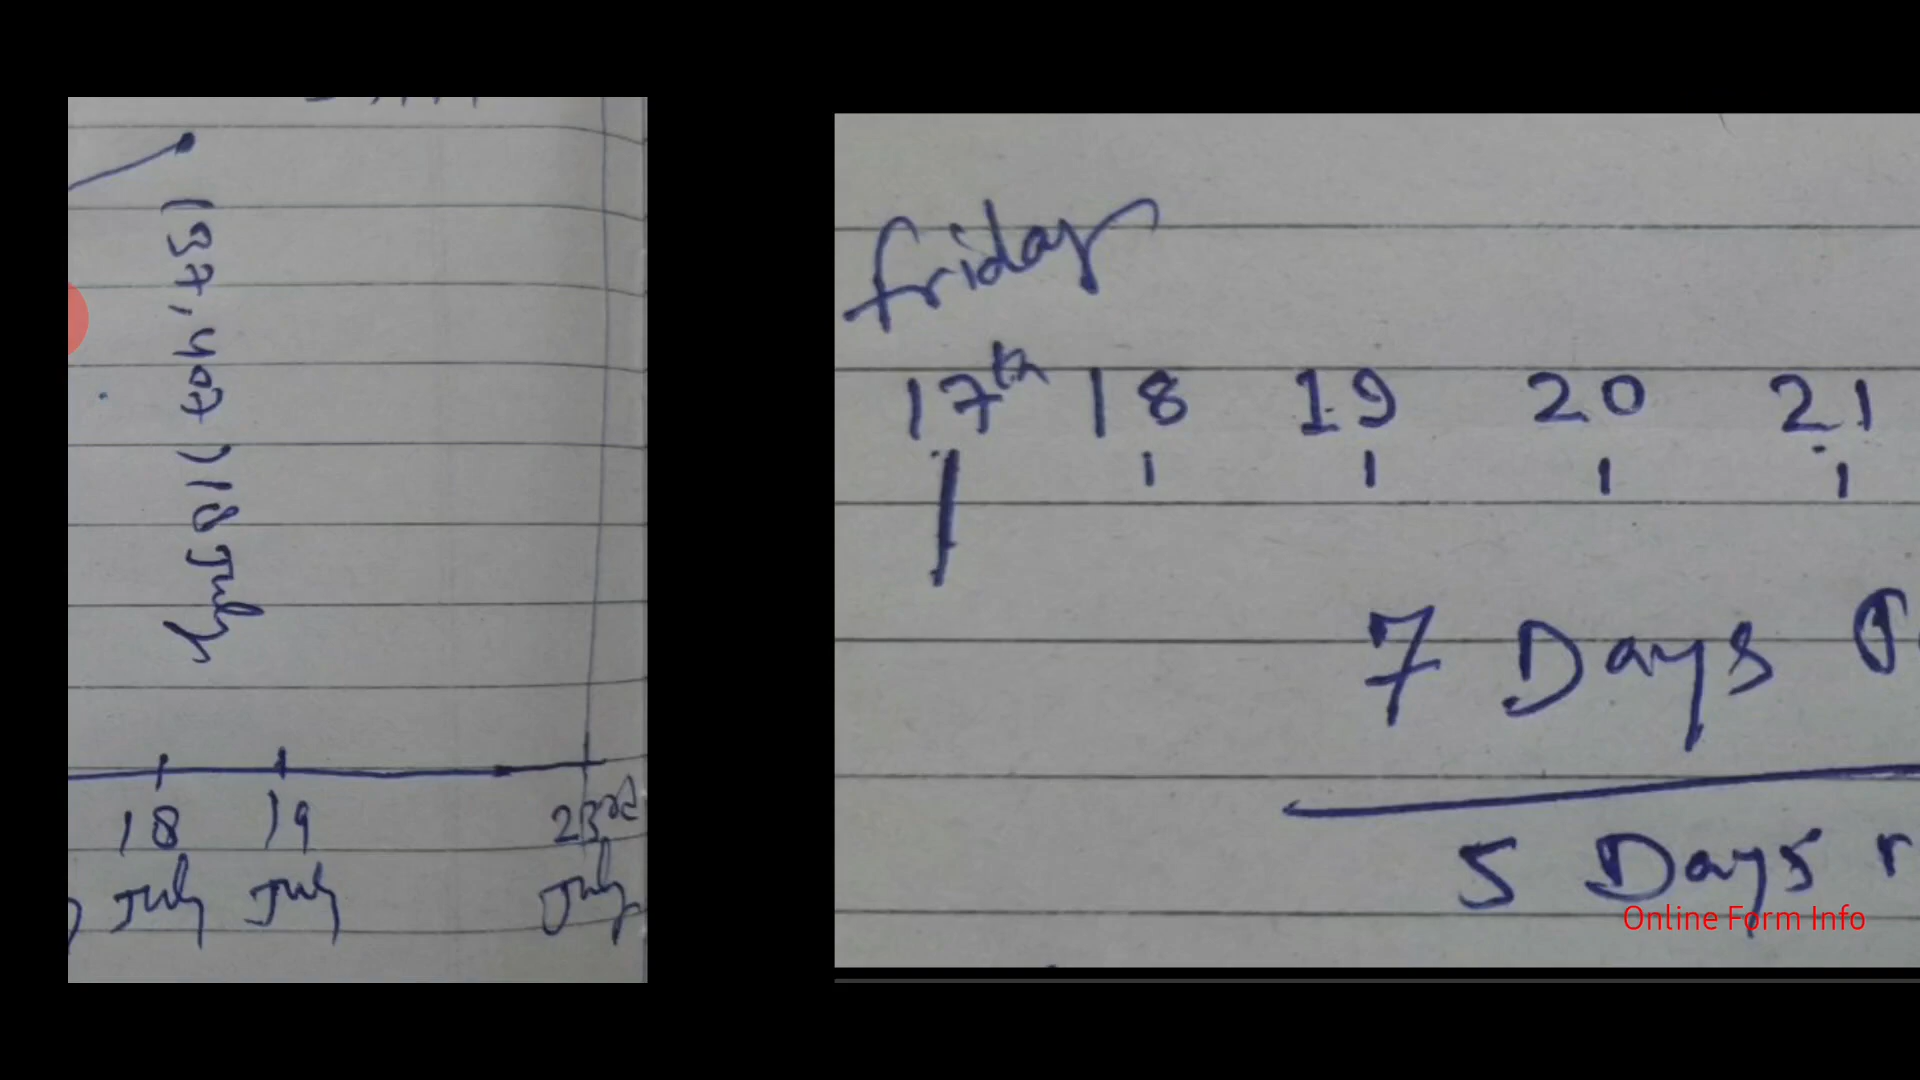 (37,407) 18 July
18 19 23rd
July July July
friday
17th 18 19 20 21
7 Days
5 Days
Online Form Info